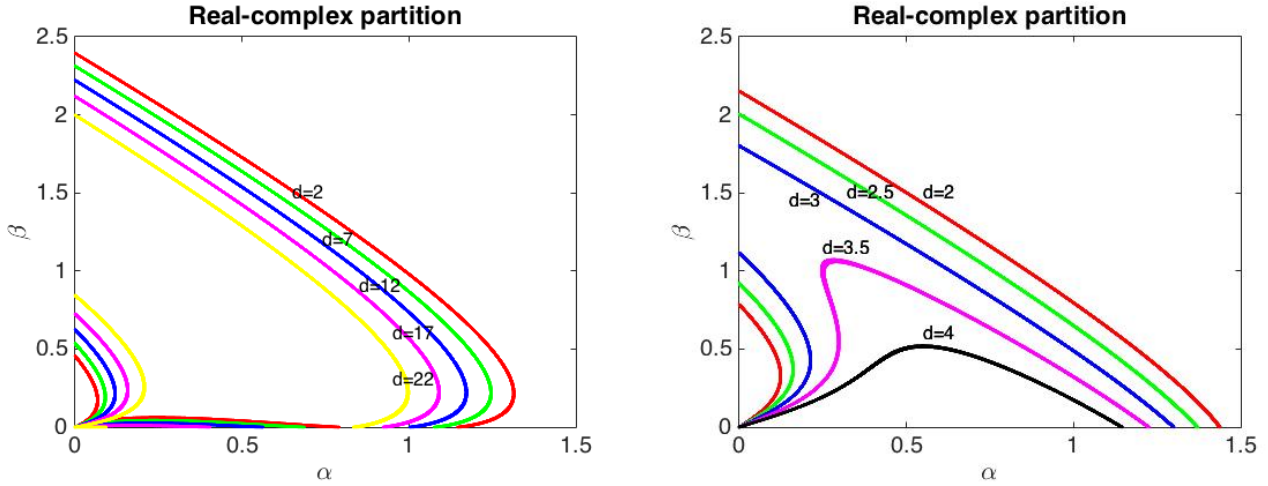 Real-complex partition
2.5
2
1.5
1
0.5
0
β
d=2
d=7
d=12
d=17
d=22
0
0.5
1
1.5
α
Real-complex partition
2.5
2
1.5
1
0.5
0
β
d=3
d=2.5
d=2
d=3.5
d=4
0
0.5
1
1.5
α